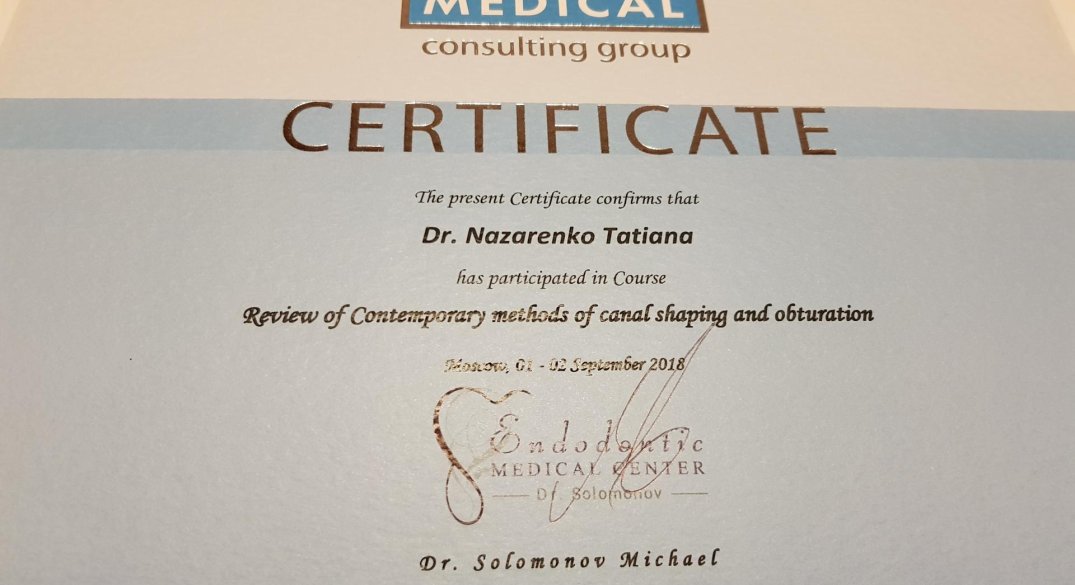 MEDICAL
consulting group
CERTIFICATE
The present Certificate confirms that
Dr. Nazarenko Tatiana
has participated in Course
Review of Contemporary methods of canal shaping and obturation
Moscow, 01 - 02 September 2018
Endodontic
MEDICAL CENTER
Dr. Solomonov
Dr. Solomonov Michael